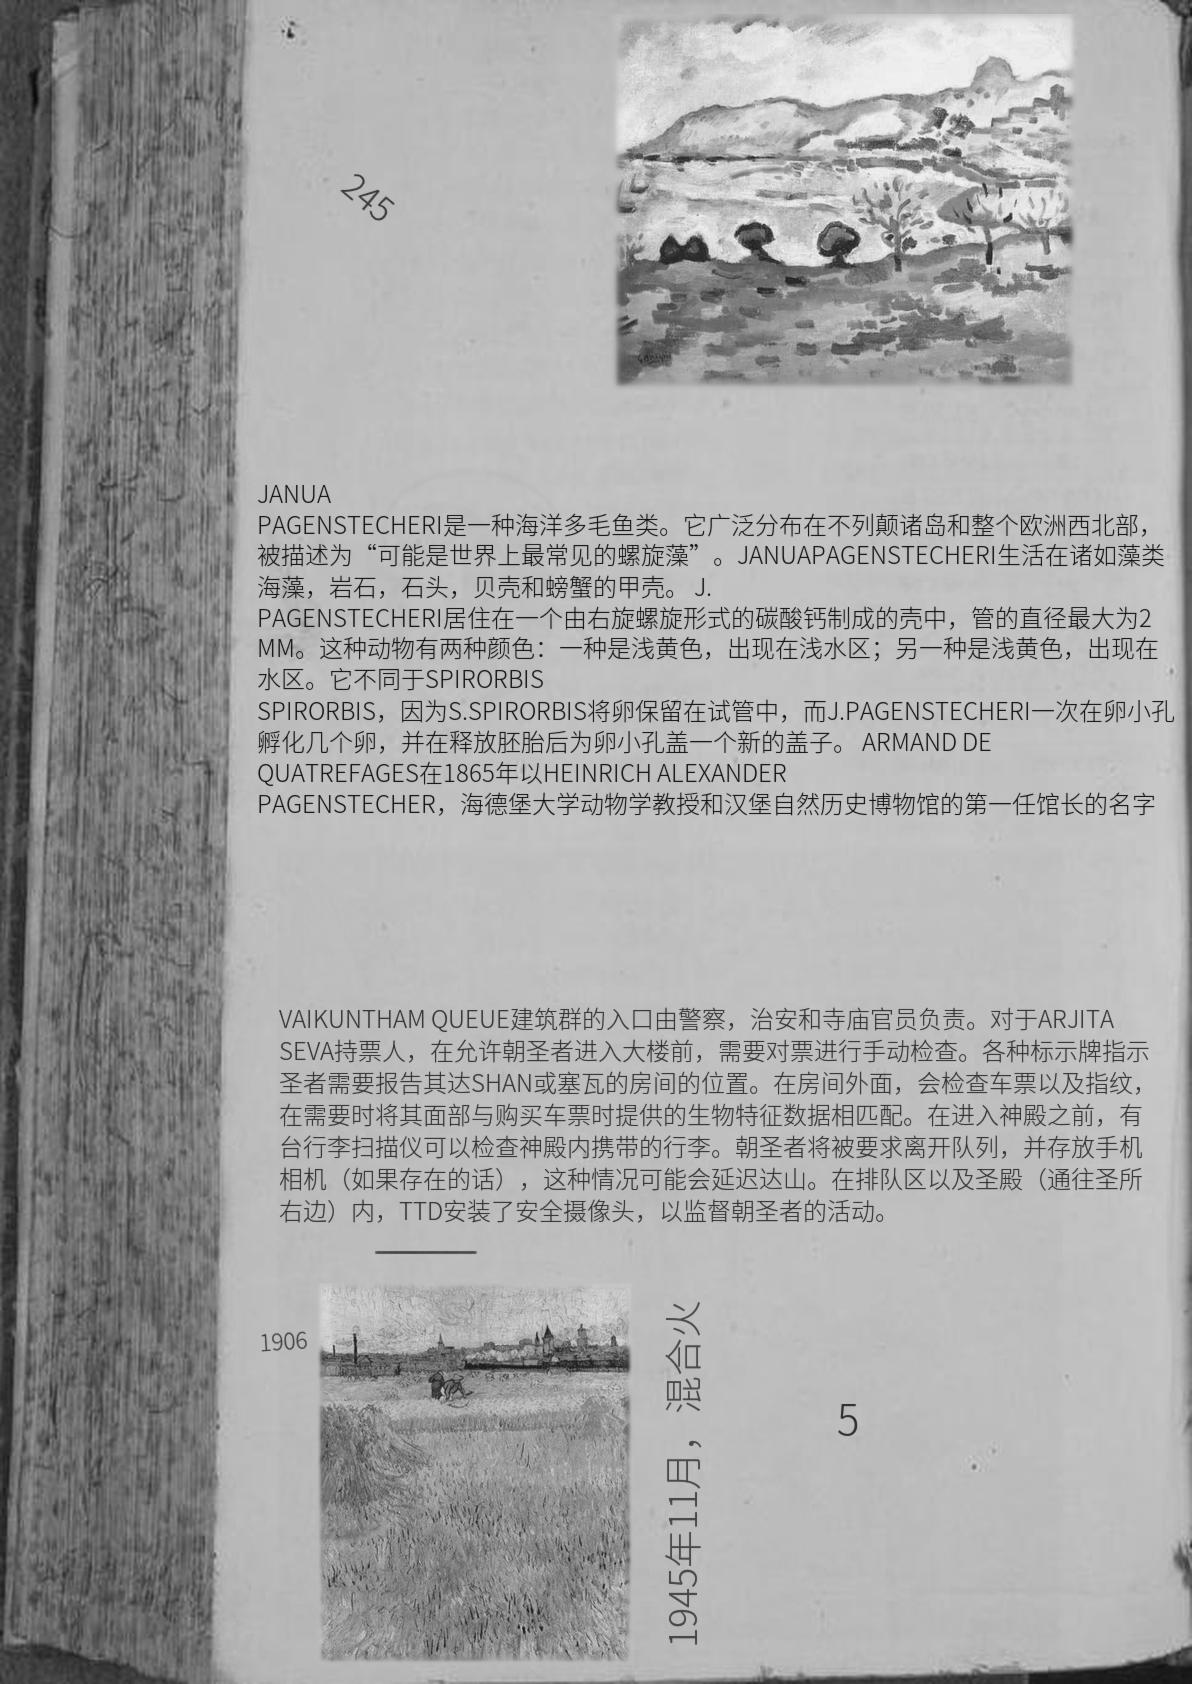 245
JANUA
PAGENSTECHERI是一种海洋多毛鱼类。它广泛分布在不列颠诸岛和整个欧洲西北部，
被描述为“可能是世界上最常见的螺旋藻”。JANUAPAGENSTECHERI生活在诸如藻类
海藻，岩石，石头，贝壳和螃蟹的甲壳。 J.
PAGENSTECHERI居住在一个由右旋螺旋形式的碳酸钙制成的壳中，管的直径最大为2
MM。这种动物有两种颜色：一种是浅黄色，出现在浅水区；另一种是浅黄色，出现在
水区。它不同于SPIRORBIS
SPIRORBIS，因为S.SPIRORBIS将卵保留在试管中，而J.PAGENSTECHERI一次在卵小孔
孵化几个卵，并在释放胚胎后为卵小孔盖一个新的盖子。 ARMAND DE
QUATREFAGES在1865年以HEINRICH ALEXANDER
PAGENSTECHER，海德堡大学动物学教授和汉堡自然历史博物馆的第一任馆长的名字
VAIKUNTHAM QUEUE建筑群的入口由警察，治安和寺庙官员负责。对于ARJITA
SEVA持票人，在允许朝圣者进入大楼前，需要对票进行手动检查。各种标示牌指示
圣者需要报告其达SHAN或塞瓦的房间的位置。在房间外面，会检查车票以及指纹，
在需要时将其面部与购买车票时提供的生物特征数据相匹配。在进入神殿之前，有
台行李扫描仪可以检查神殿内携带的行李。朝圣者将被要求离开队列，并存放手机
相机（如果存在的话），这种情况可能会延迟达山。在排队区以及圣殿（通往圣所
右边）内，TTD安装了安全摄像头，以监督朝圣者的活动。
1906
1945年11月，混合火
5